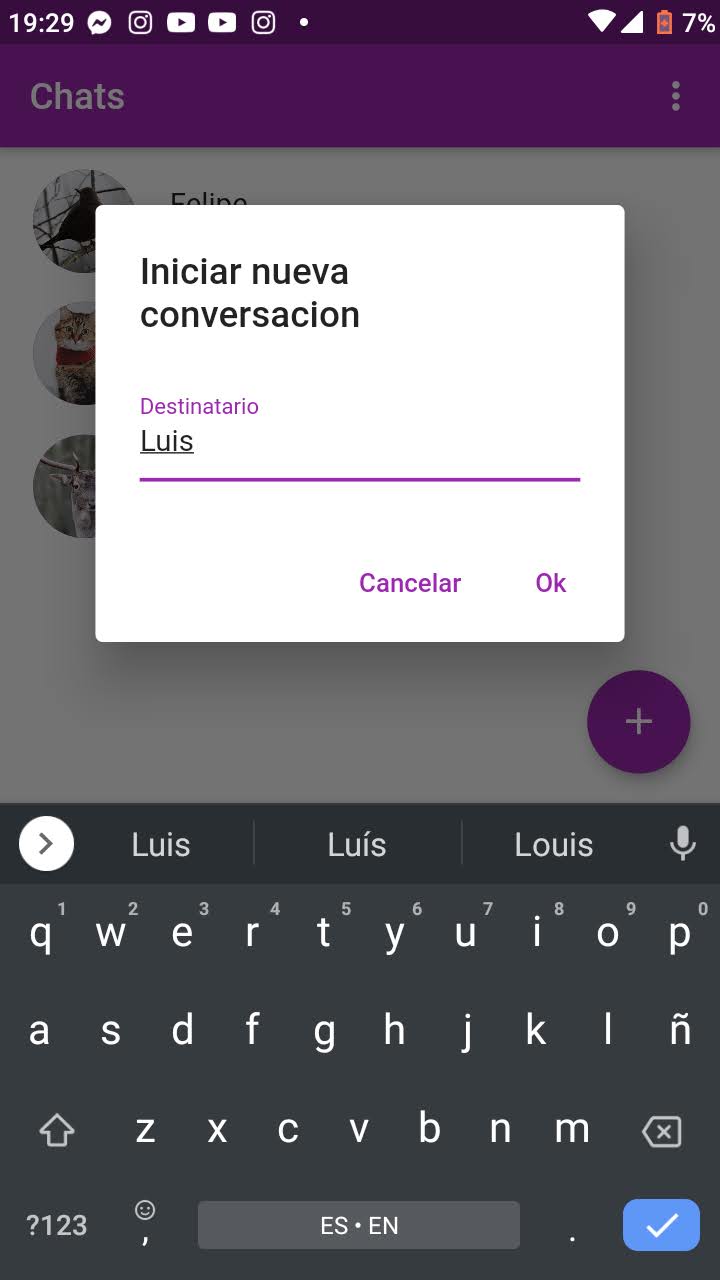 19:29 7%
Chats
Felipe
Iniciar nueva
conversacion
Destinatario
Luis
Cancelar Ok
+
Luis Luís Louis
1 2 3 4 5 6 7 8 9 0
q w e r t y u i o p
a s d f g h j k l ñ
z x c v b n m
?123 , ES • EN .